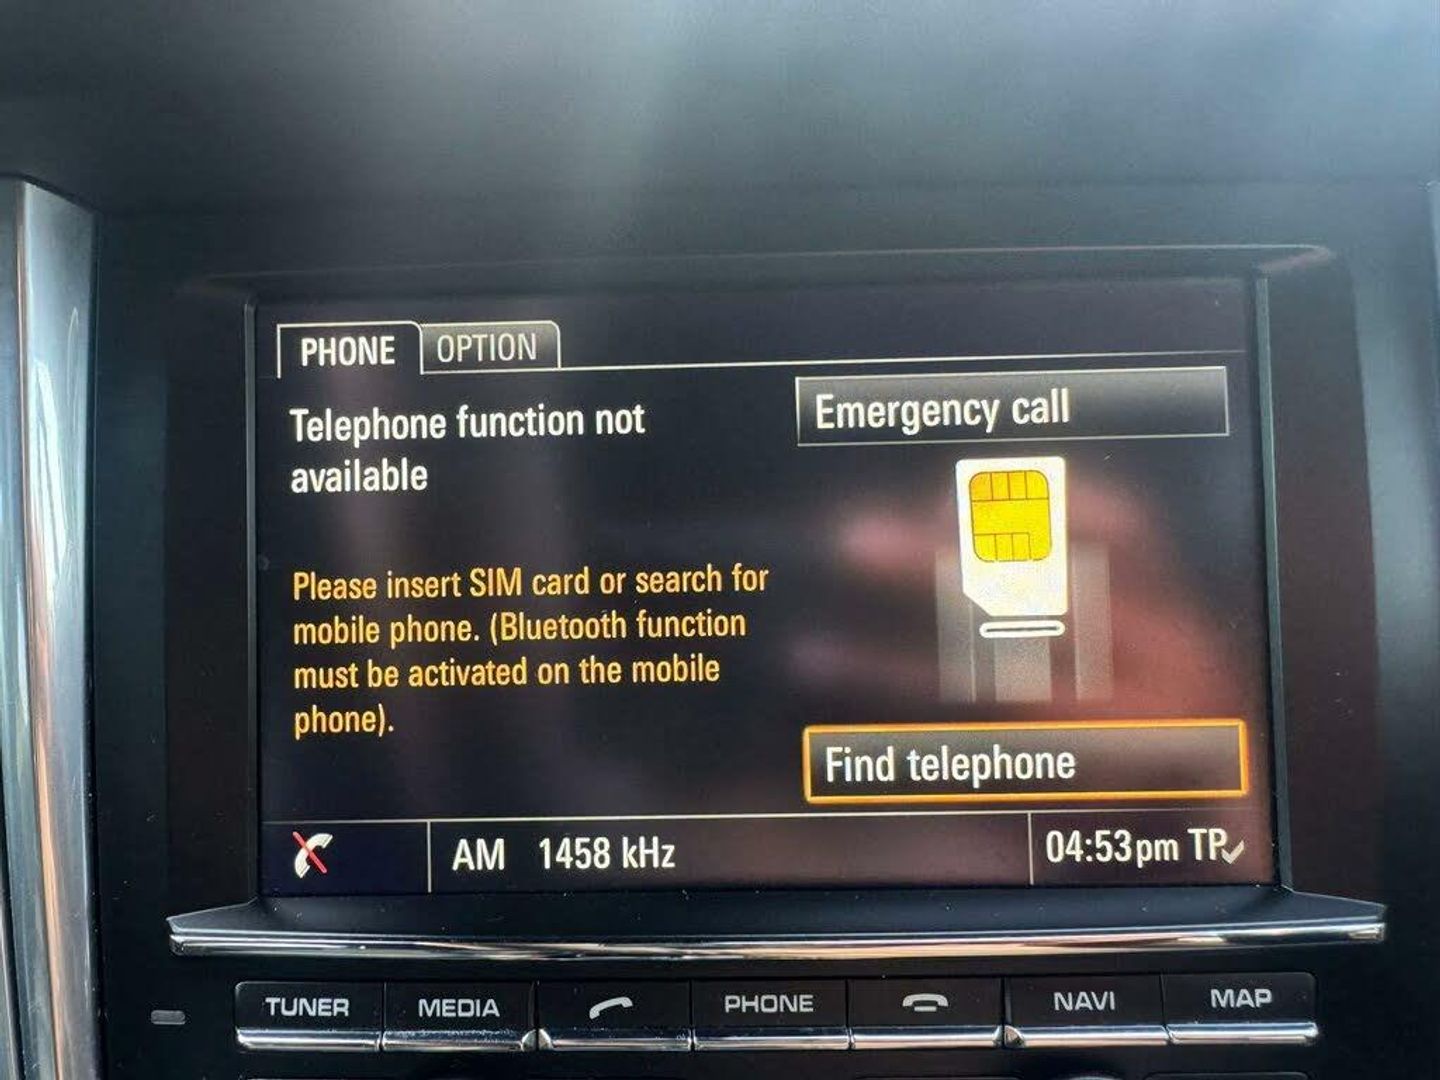 PHONE OPTION
Telephone function not
available
Emergency call
Please insert SIM card or search for
mobile phone. (Bluetooth function
must be activated on the mobile
phone).
Find telephone
AM 1458 kHz 04:53pm TP
TUNER MEDIA PHONE NAVI MAP